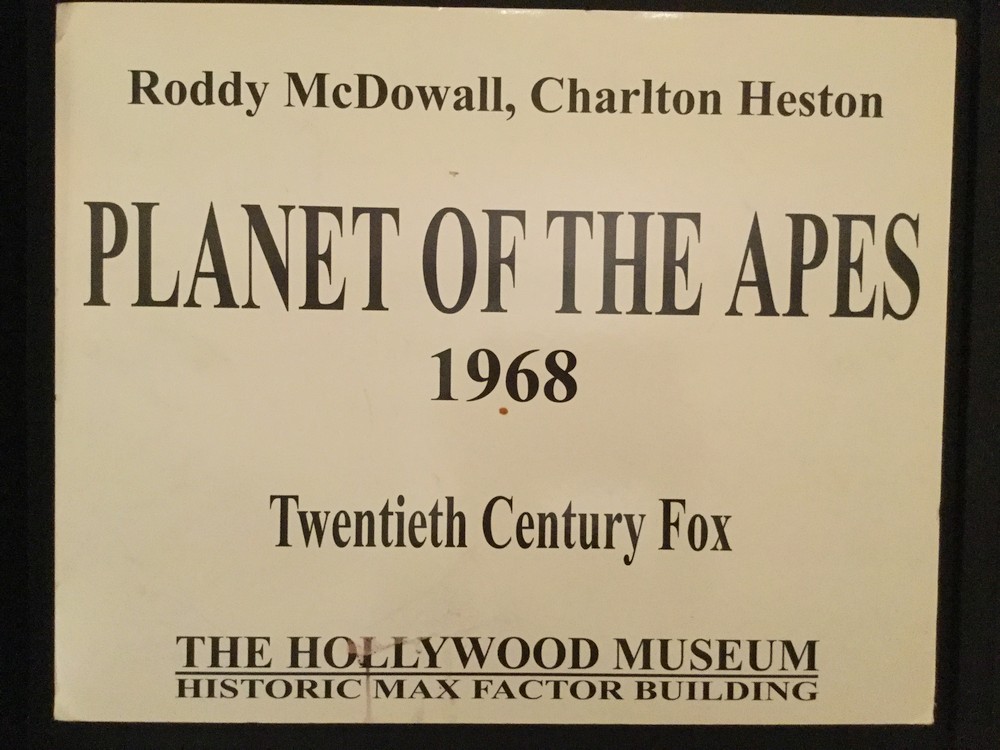 Roddy McDowall, Charlton Heston
PLANET OF THE APES
1968
Twentieth Century Fox
THE HOLLYWOOD MUSEUM
HISTORIC MAX FACTOR BUILDING